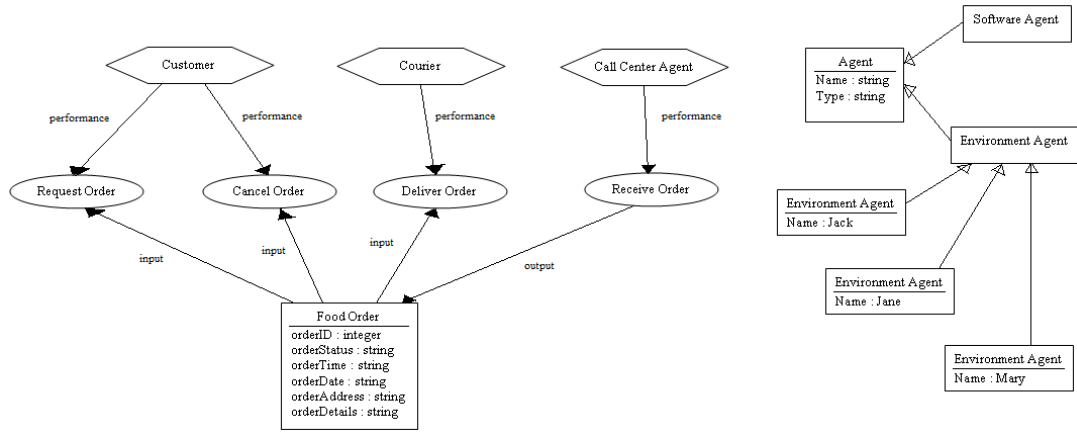 Customer
Courier
Call Center Agent
performance
performance
performance
performance
Request Order
Cancel Order
Deliver Order
Receive Order
input
input
input
output
Food Order
orderID : integer
orderStatus : string
orderTime : string
orderDate : string
orderAddress : string
orderDetails : string
Software Agent
Agent
Name : string
Type : string
Environment Agent
Environment Agent
Name : Jack
Environment Agent
Name : Jane
Environment Agent
Name : Mary